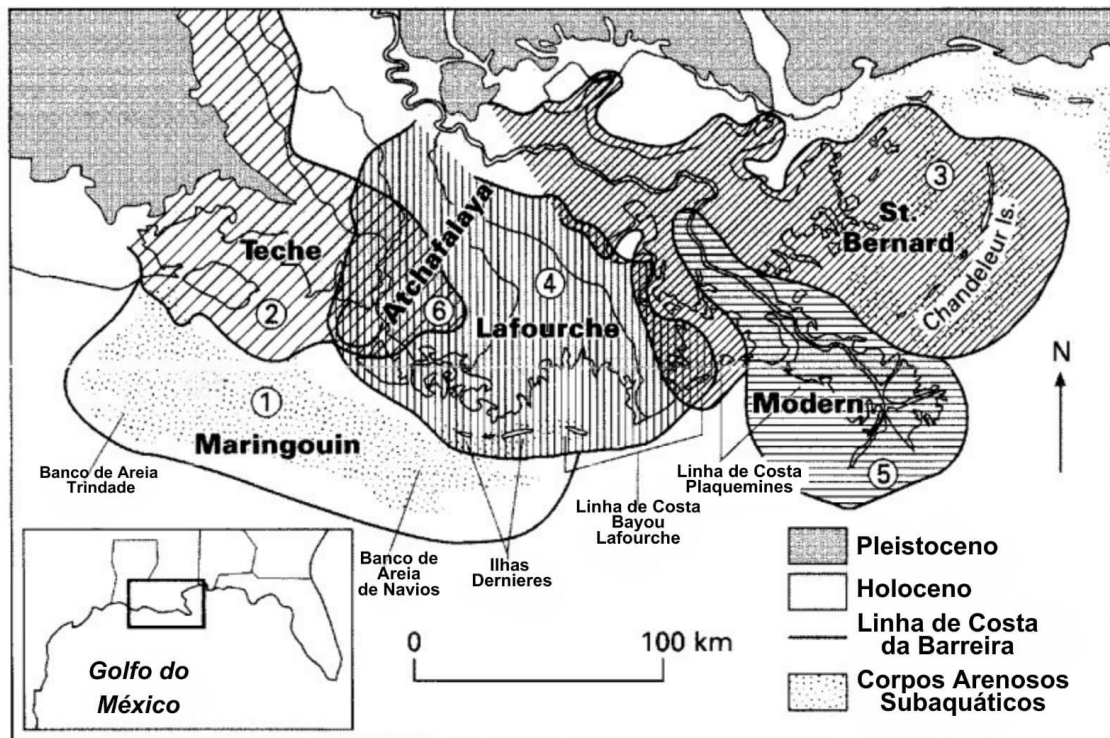 Teche
2
Atchafalaya
6
4
Lafourche
3
St.
Bernard
Chandeleur Is.
N
1
Maringouin
Modern
5
Banco de Areia
Trindade
Banco de
Areia
de Navios
Ilhas
Dernieres
Linha de Costa
Bayou
Lafourche
Linha de Costa
Plaquemines
Golfo do
México
0
100 km
Pleistoceno
Holoceno
Linha de Costa
da Barreira
Corpos Arenosos
Subaquáticos